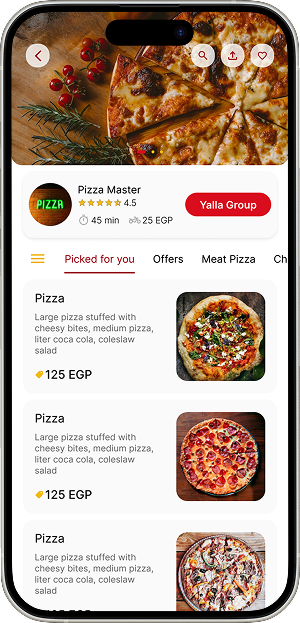 PIZZA
Pizza Master
4.5
45 min
25 EGP
Yalla Group
Picked for you
Offers
Meat Pizza
Ch
Pizza
Large pizza stuffed with
cheesy bites, medium pizza,
liter coca cola, coleslaw
salad
125 EGP
Pizza
Large pizza stuffed with
cheesy bites, medium pizza,
liter coca cola, coleslaw
salad
125 EGP
Pizza
Large pizza stuffed with
cheesy bites, medium pizza,
liter coca cola, coleslaw
salad